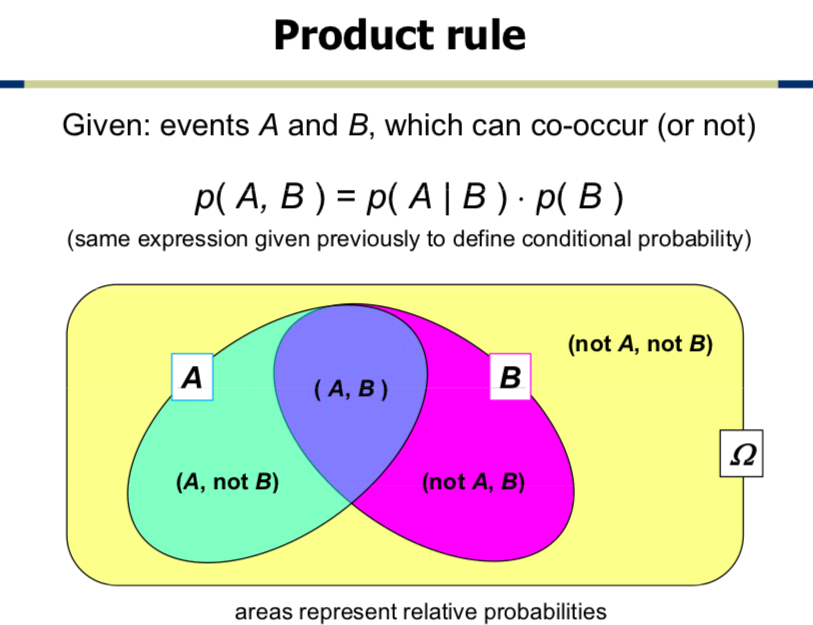 Product rule
Given: events A and B, which can co-occur (or not)
p( A, B ) = p( A | B ) · p( B )
(same expression given previously to define conditional probability)
(not A, not B)
A
( A, B )
B
Ω
(A, not B)
(not A, B)
areas represent relative probabilities